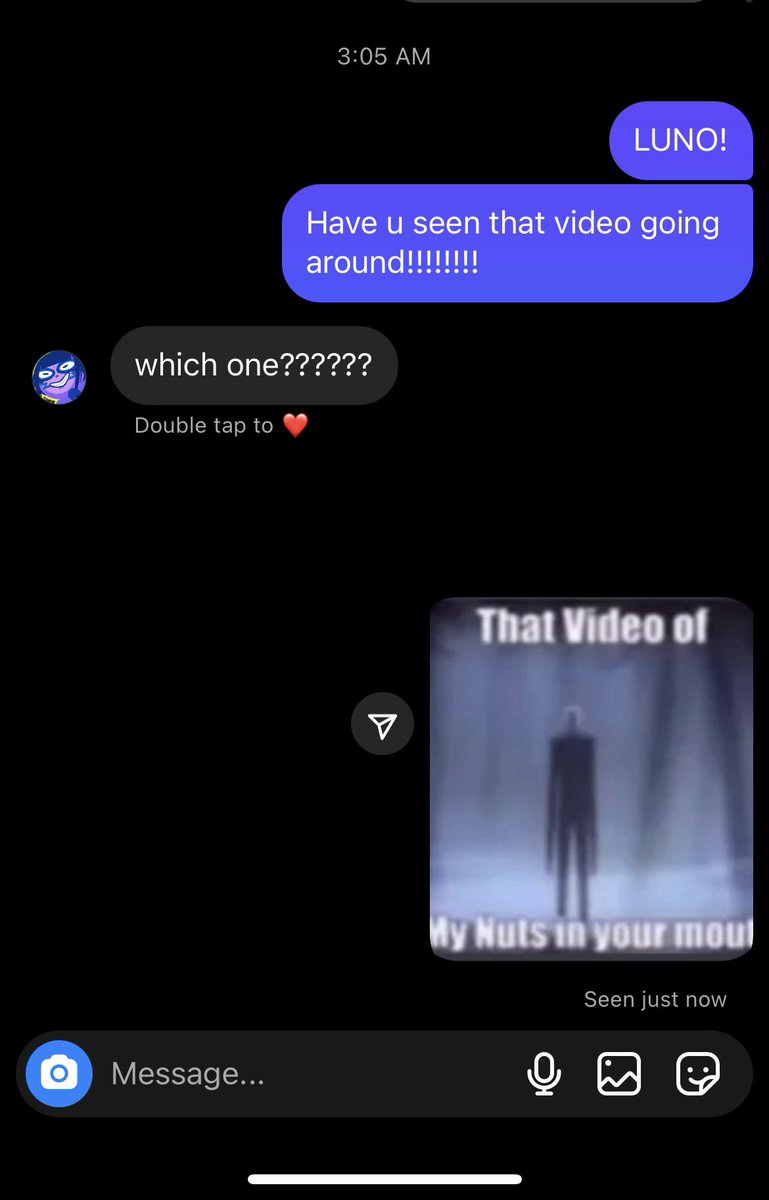 3:05 AM
LUNO!
Have u seen that video going
around!!!!!!!!
which one??????
Double tap to ❤️
That Video of
My Nuts in your mout
Seen just now
Message...